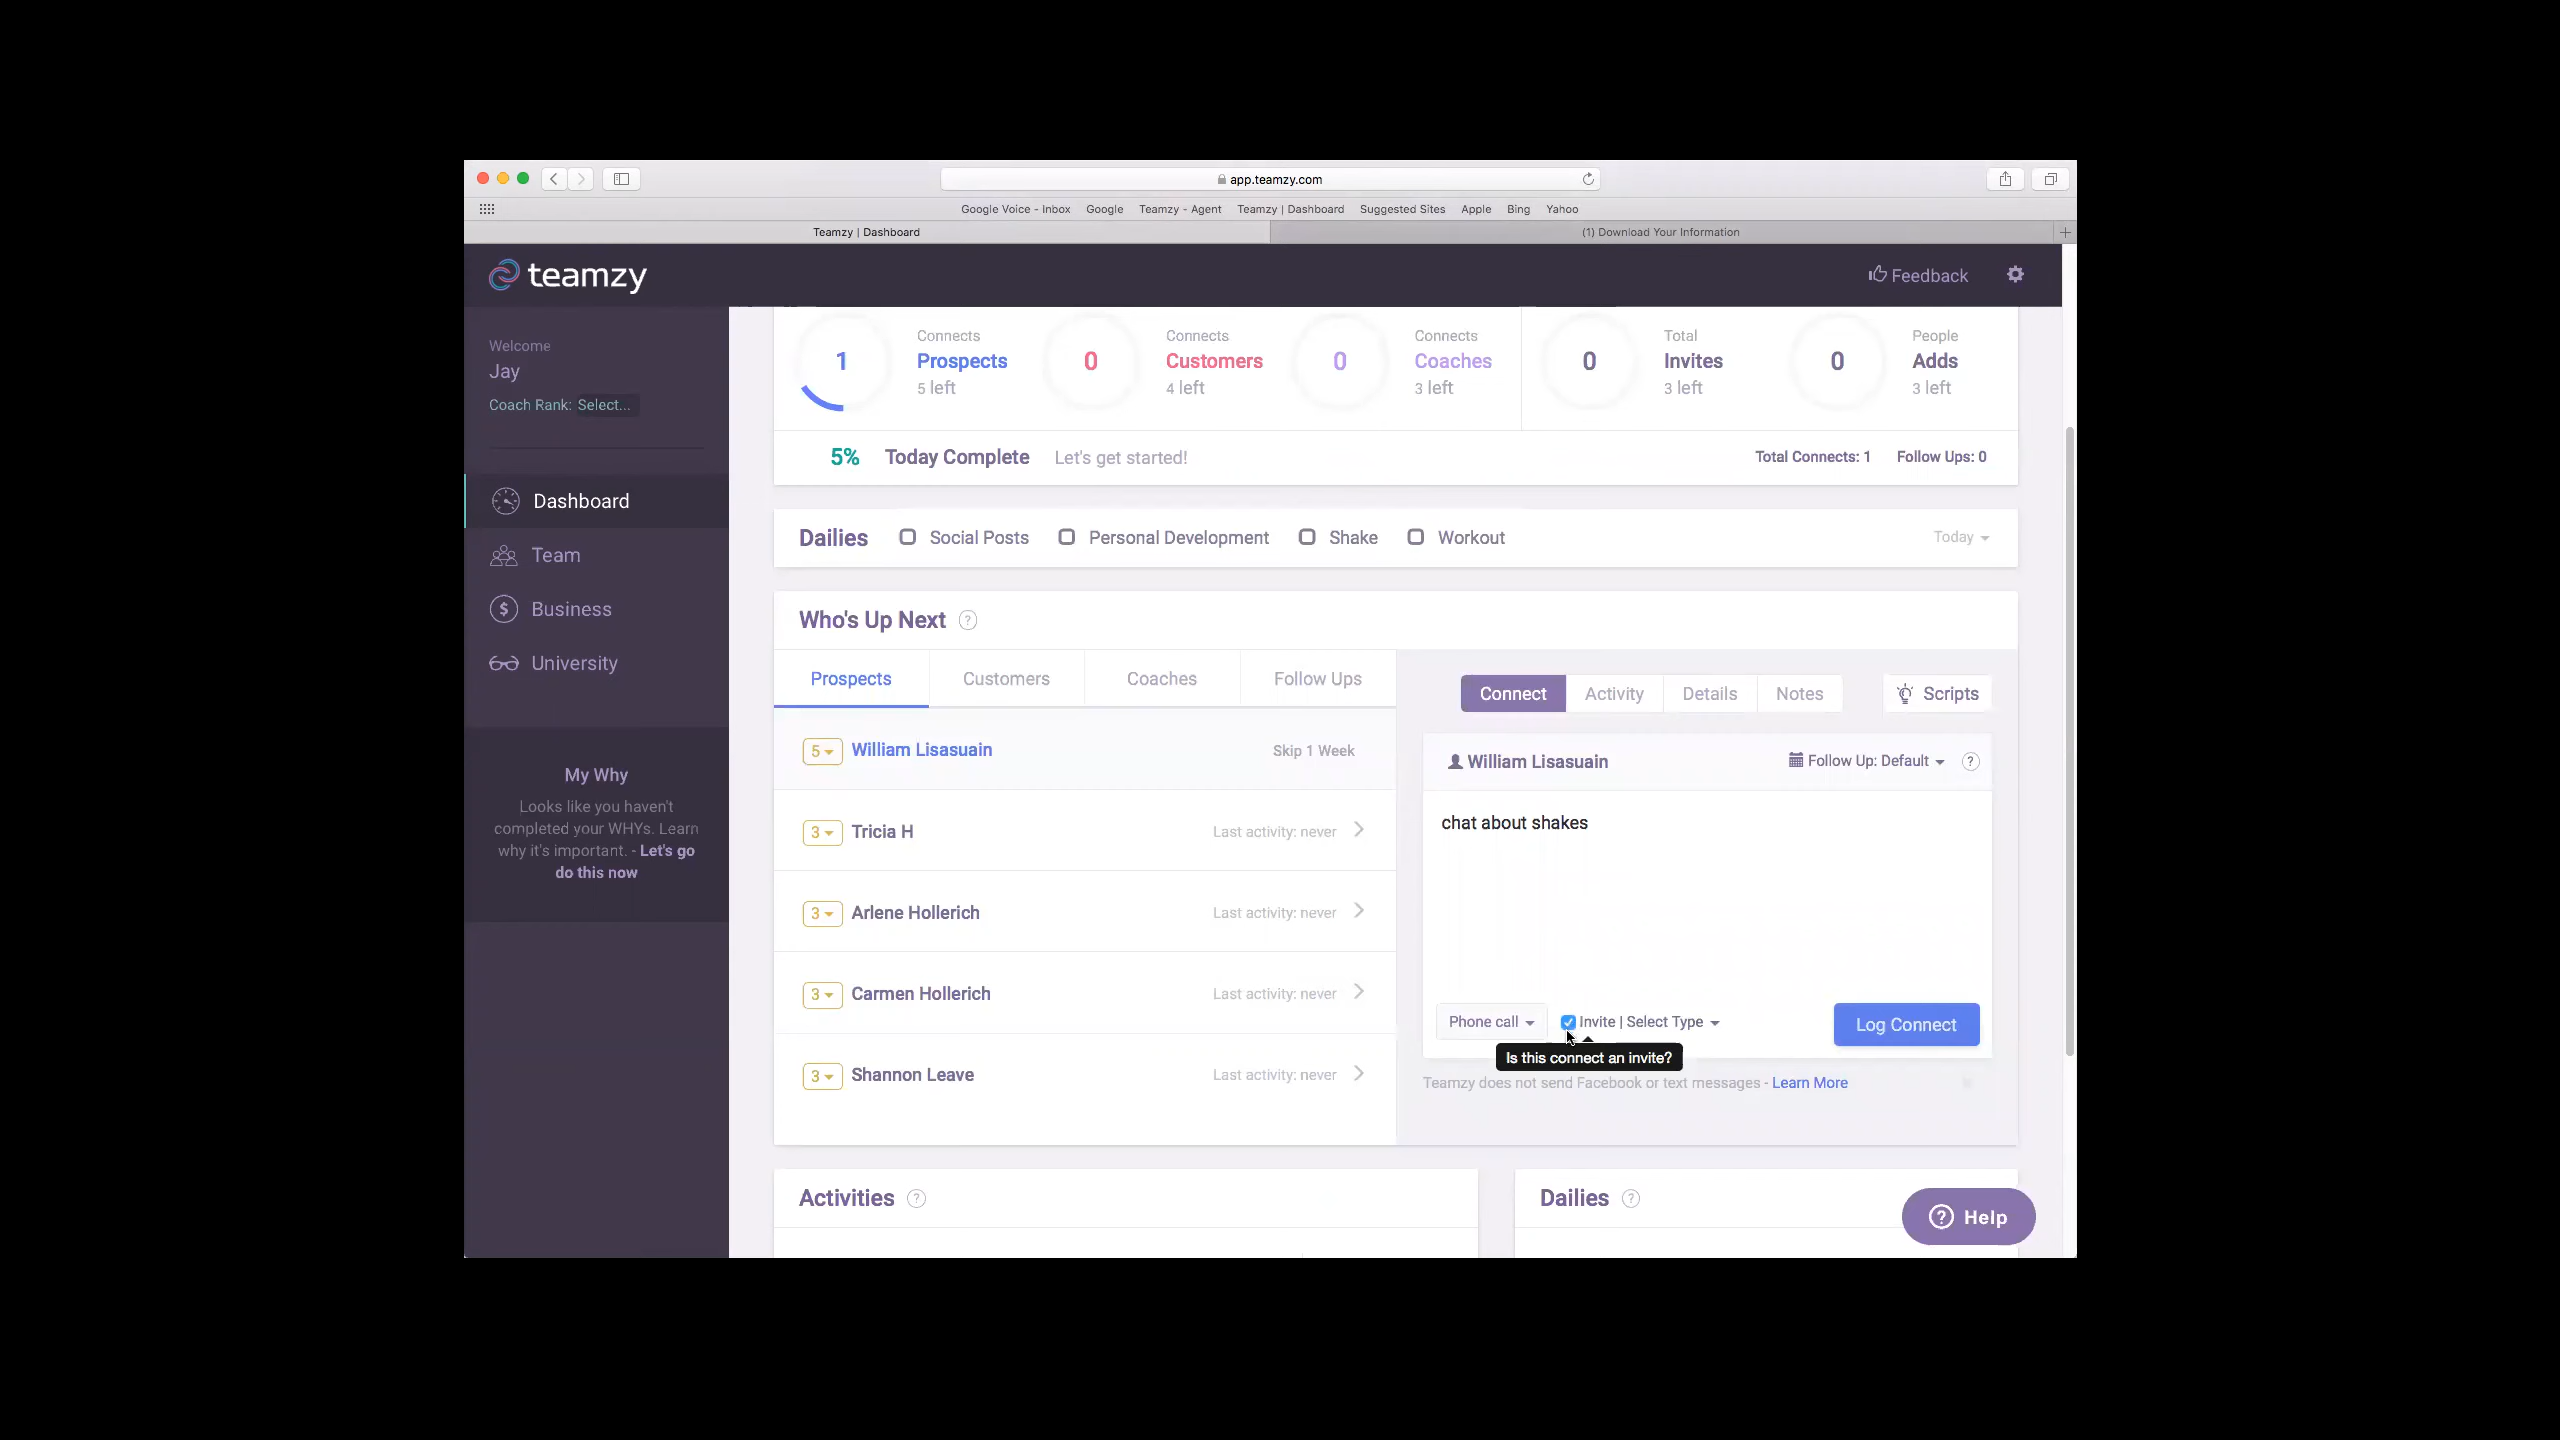 app.teamzy.com
Google Voice - Inbox Google Teamzy - Agent Teamzy | Dashboard Suggested Sites Apple Bing Yahoo
Teamzy | Dashboard (1) Download Your Information
teamzy
Feedback
Welcome
Jay
Coach Rank: Select...
Dashboard
Team
Business
University
My Why
Looks like you haven't
completed your WHYs. Learn
why it's important. - Let's go
do this now
1 Connects
Prospects
5 left
0 Connects
Customers
4 left
0 Connects
Coaches
3 left
0 Total
Invites
3 left
0 People
Adds
3 left
5% Today Complete Let's get started! Total Connects: 1 Follow Ups: 0
Dailies Social Posts Personal Development Shake Workout Today
Who's Up Next ?
Prospects Customers Coaches Follow Ups
5 William Lisasuain Skip 1 Week
3 Tricia H Last activity: never
3 Arlene Hollerich Last activity: never
3 Carmen Hollerich Last activity: never
3 Shannon Leave Last activity: never
Connect Activity Details Notes Scripts
William Lisasuain Follow Up: Default ?
chat about shakes
Phone call Invite | Select Type Log Connect
Is this connect an invite?
Teamzy does not send Facebook or text messages - Learn More
Activities ?
Dailies ?
? Help